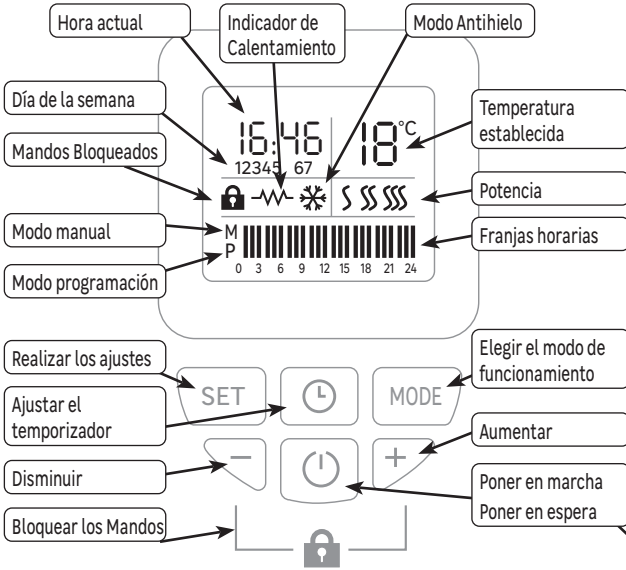 Hora actual
Indicador de
Calentamiento
Modo Antihielo
Día de la semana
Mandos Bloqueados
Modo manual
Modo programación
16:46
18°C
12345 67
M
P
0 3 6 9 12 15 18 21 24
Temperatura
establecida
Potencia
Franjas horarias
Realizar los ajustes
Ajustar el
temporizador
Disminuir
Bloquear los Mandos
SET
MODE
-
+
Elegir el modo de
funcionamiento
Aumentar
Poner en marcha
Poner en espera